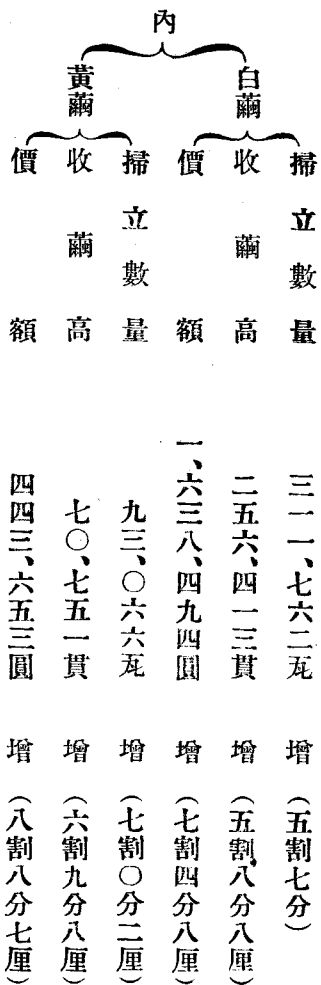 內
白繭
掃立數量 三一一、七六二瓦 增 (五割七分)
收繭高 二五六、四一三貫 增 (五割八分八厘)
價額 一、六三八、四九四圓 增 (七割四分八厘)
黃繭
掃立數量 九三、〇六六瓦 增 (七割〇分二厘)
收繭高 七〇、七五一貫 增 (六割九分八厘)
價額 四四三、六五三圓 增 (八割八分七厘)